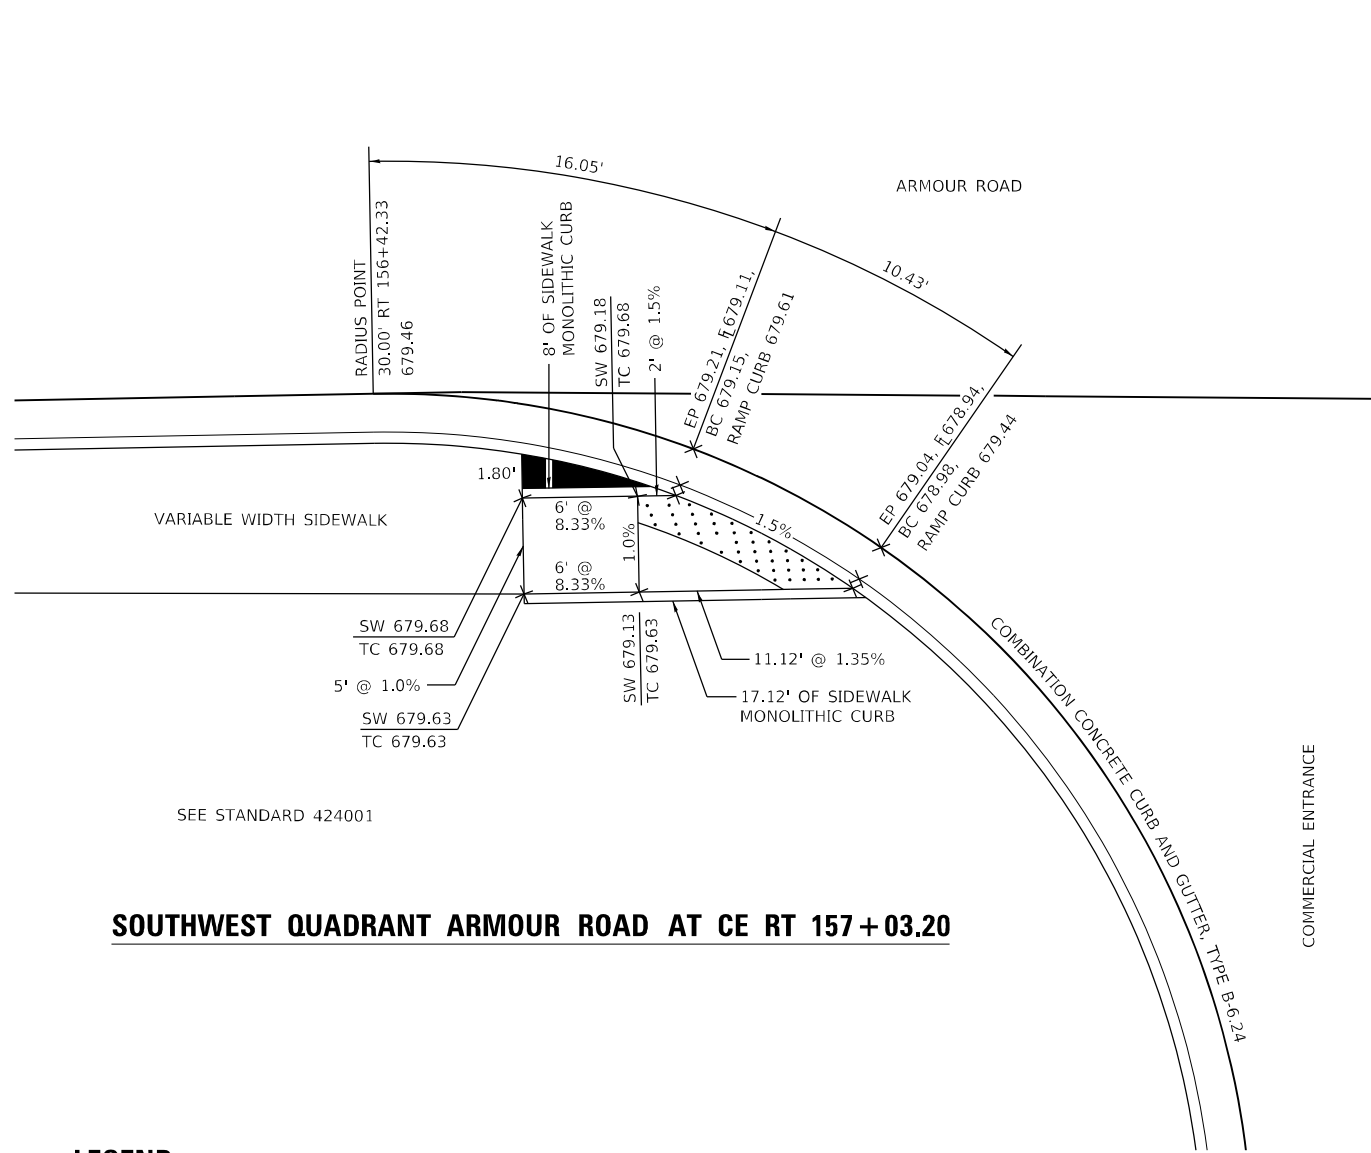 16.05'
ARMOUR ROAD
10.43'
RADIUS POINT
30.00' RT 156+42.33
679.46
8' OF SIDEWALK
MONOLITHIC CURB
SW 679.18
TC 679.68
2' @ 1.5%
EP 679.21, FL 679.11,
BC 679.15,
RAMP CURB 679.61
EP 679.04, FL 678.94,
BC 678.98,
RAMP CURB 679.44
1.80'
VARIABLE WIDTH SIDEWALK
6' @
8.33%
1.0%
1.5%
6' @
8.33%
SW 679.68
TC 679.68
5' @ 1.0%
SW 679.63
TC 679.63
SW 679.13
TC 679.63
11.12' @ 1.35%
17.12' OF SIDEWALK
MONOLITHIC CURB
COMBINATION CONCRETE CURB AND GUTTER, TYPE B-6.24
COMMERCIAL ENTRANCE
SEE STANDARD 424001
SOUTHWEST QUADRANT ARMOUR ROAD AT CE RT 157+03.20
LEGEND